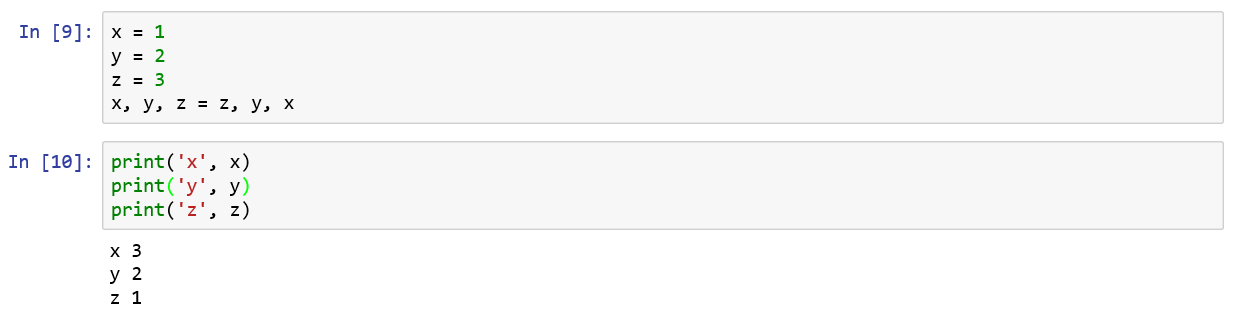 In [9]: x = 1
y = 2
z = 3
x, y, z = z, y, x
In [10]: print('x', x)
print('y', y)
print('z', z)
x 3
y 2
z 1